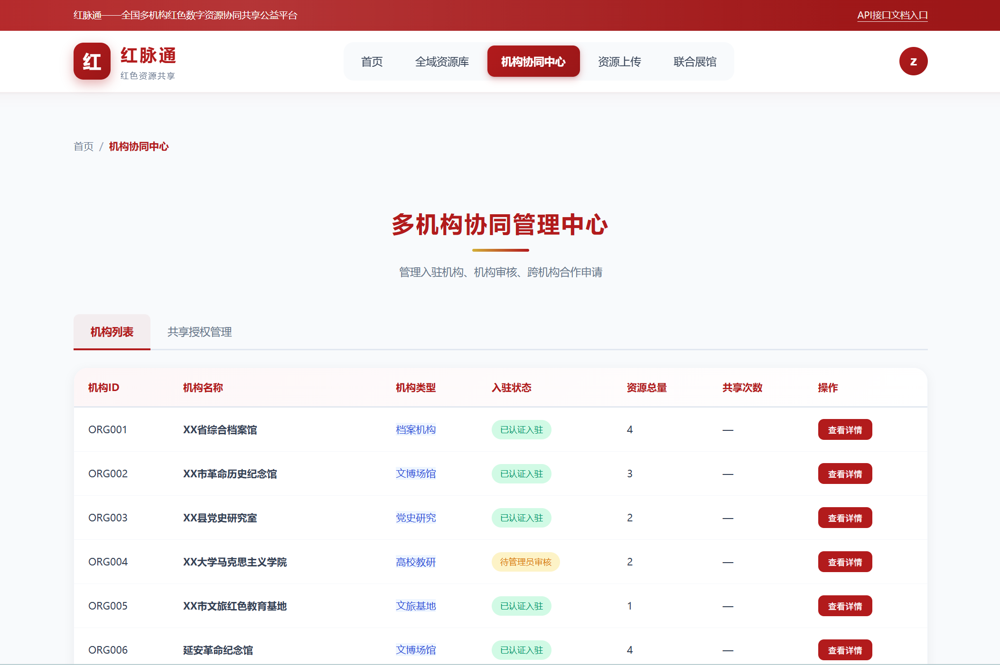 红脉通——全国多机构红色数字资源协同共享公益平台
API接口文档入口
红
红脉通
红色资源共享
首页
全域资源库
机构协同中心
资源上传
联合展馆
z
首页 / 机构协同中心
多机构协同管理中心
管理入驻机构、机构审核、跨机构合作申请
机构列表
共享授权管理
机构ID 机构名称 机构类型 入驻状态 资源总量 共享次数 操作
ORG001 XX省综合档案馆 档案机构 已认证入驻 4 — 查看详情
ORG002 XX市革命历史纪念馆 文博场馆 已认证入驻 3 — 查看详情
ORG003 XX县党史研究室 党史研究 已认证入驻 2 — 查看详情
ORG004 XX大学马克思主义学院 高校教研 待管理员审核 2 — 查看详情
ORG005 XX市文旅红色教育基地 文旅基地 已认证入驻 1 — 查看详情
ORG006 延安革命纪念馆 文博场馆 已认证入驻 4 — 查看详情